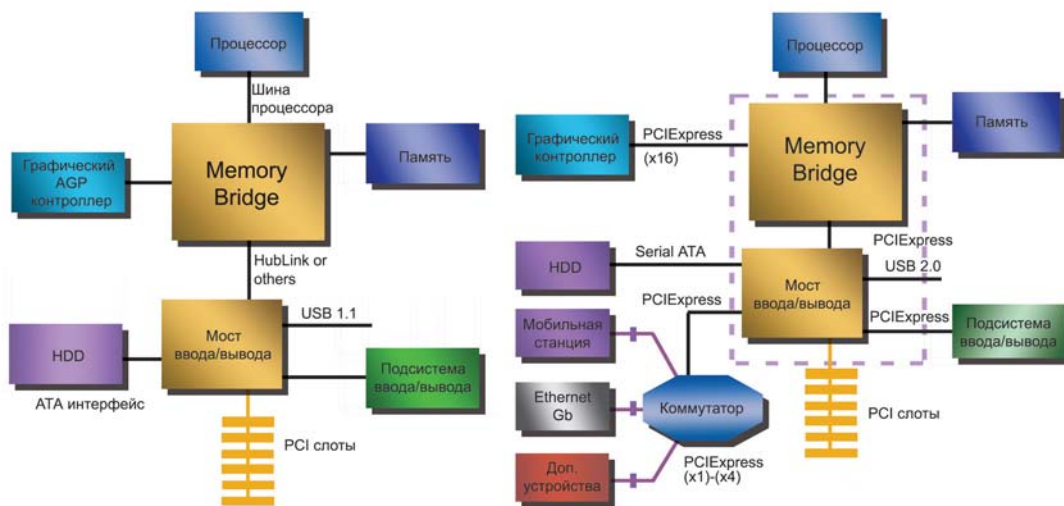 Процессор
Шина
процессора
Графический
AGP
контроллер
Memory
Bridge
Память
HubLink or
others
USB 1.1
HDD
Мост
ввода/вывода
Подсистема
ввода/вывода
ATA интерфейс
PCI слоты
Процессор
Графический
контроллер
PCIExpress
(x16)
Memory
Bridge
Память
PCIExpress
HDD
Serial ATA
Мост
ввода/вывода
USB 2.0
PCIExpress
PCIExpress
Подсистема
ввода/вывода
Мобильная
станция
Ethernet
Gb
Коммутатор
PCI слоты
Доп.
устройства
PCIExpress
(x1)-(x4)